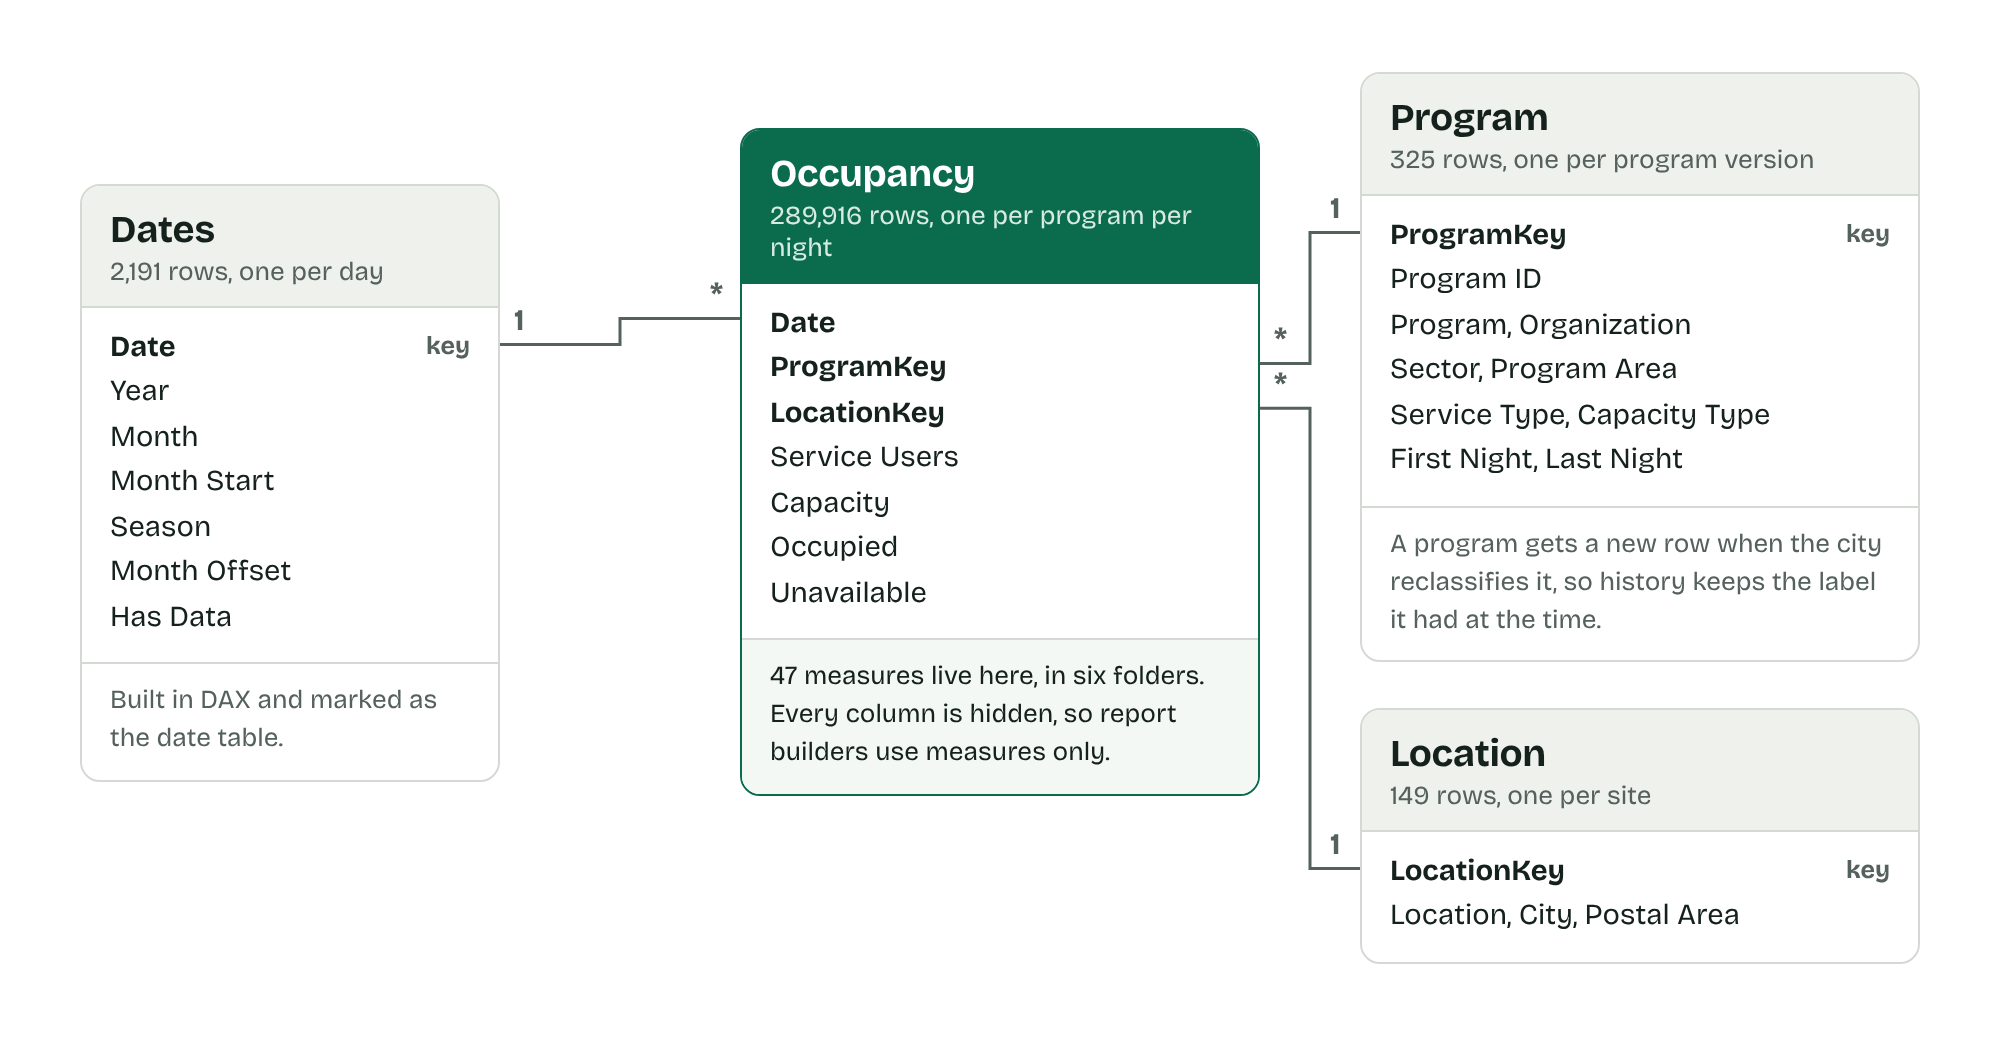 Dates
2,191 rows, one per day
Date key
Year
Month
Month Start
Season
Month Offset
Has Data
Built in DAX and marked as
the date table.
1
*
Occupancy
289,916 rows, one per program per
night
Date
ProgramKey
LocationKey
Service Users
Capacity
Occupied
Unavailable
47 measures live here, in six folders.
Every column is hidden, so report
builders use measures only.
*
1
*
1
Program
325 rows, one per program version
ProgramKey key
Program ID
Program, Organization
Sector, Program Area
Service Type, Capacity Type
First Night, Last Night
A program gets a new row when the city
reclassifies it, so history keeps the label
it had at the time.
Location
149 rows, one per site
LocationKey key
Location, City, Postal Area